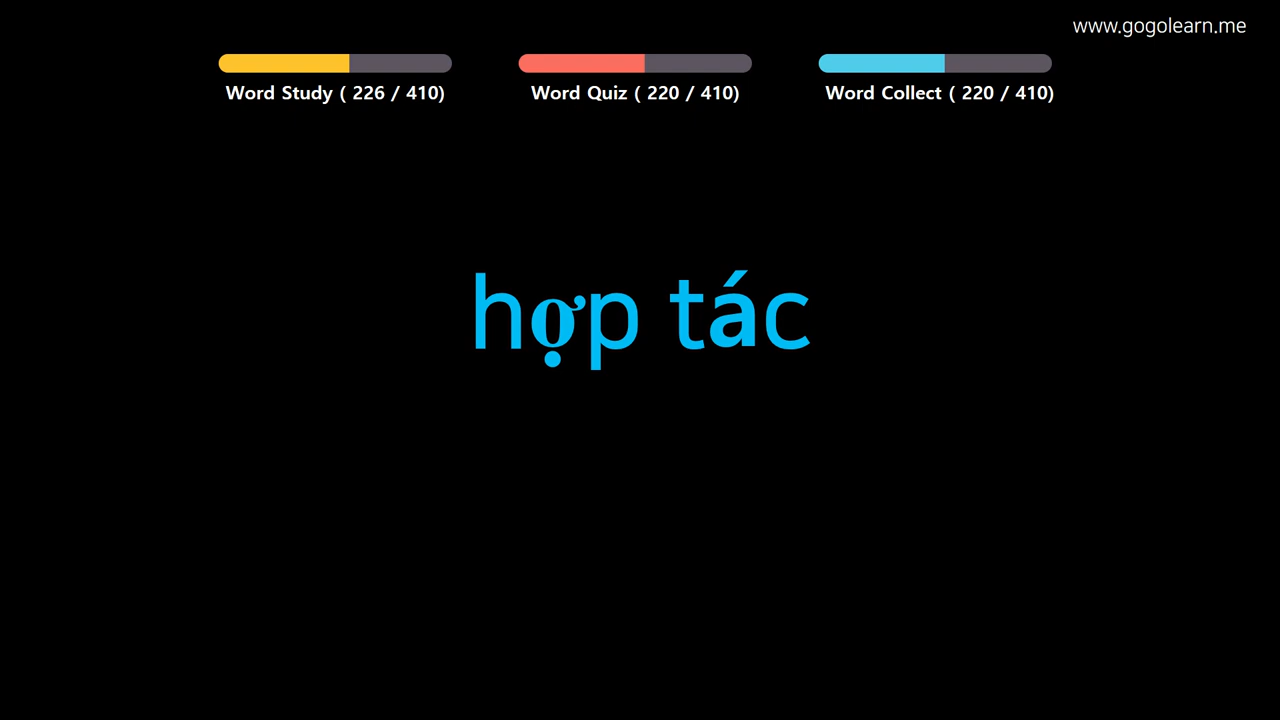 www.gogolearn.me
Word Study ( 226 / 410)
Word Quiz ( 220 / 410)
Word Collect ( 220 / 410)
hợp tác